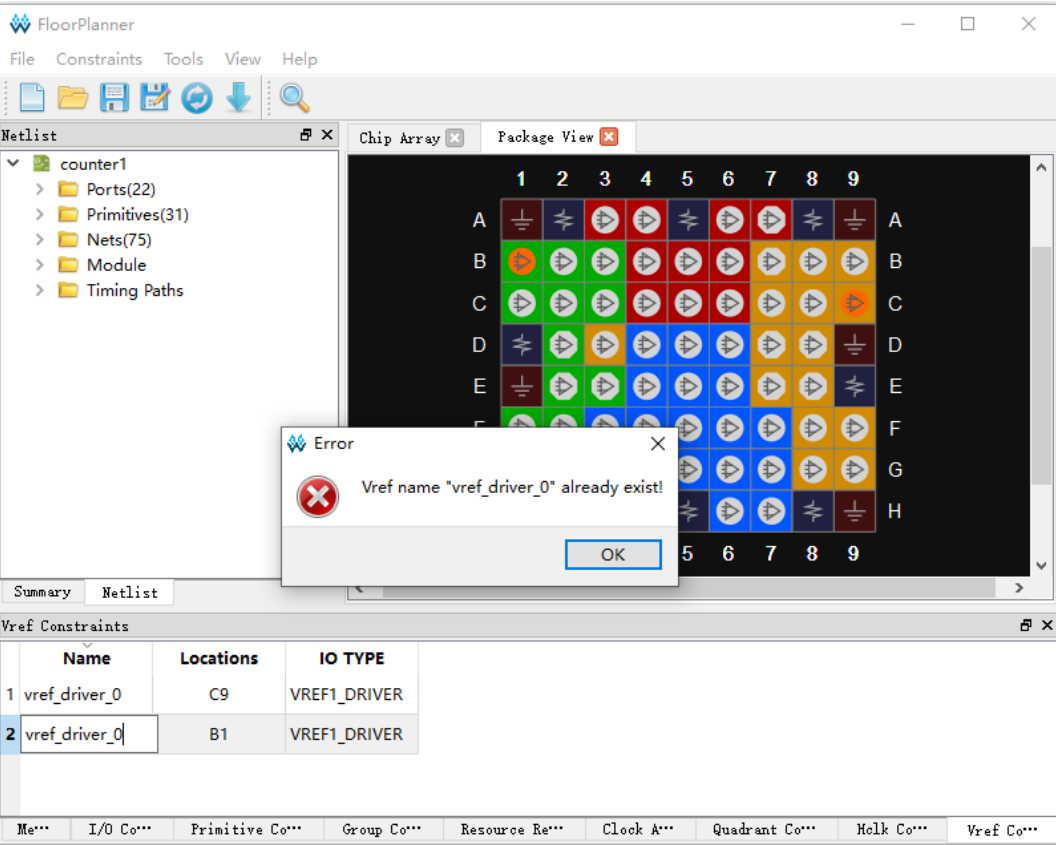 FloorPlanner
File Constraints Tools View Help
Netlist
Chip Array Package View
counter1
Ports(22)
Primitives(31)
Nets(75)
Module
Timing Paths
1 2 3 4 5 6 7 8 9
A A
B B
C C
D D
E E
F F
G
H
5 6 7 8 9
Error
Vref name "vref_driver_0" already exist!
OK
Summary Netlist
Vref Constraints
Name Locations IO TYPE
1 vref_driver_0 C9 VREF1_DRIVER
2 vref_driver_0 B1 VREF1_DRIVER
Me··· I/O Co··· Primitive Co··· Group Co··· Resource Re··· Clock A··· Quadrant Co··· Hclk Co··· Vref Co···